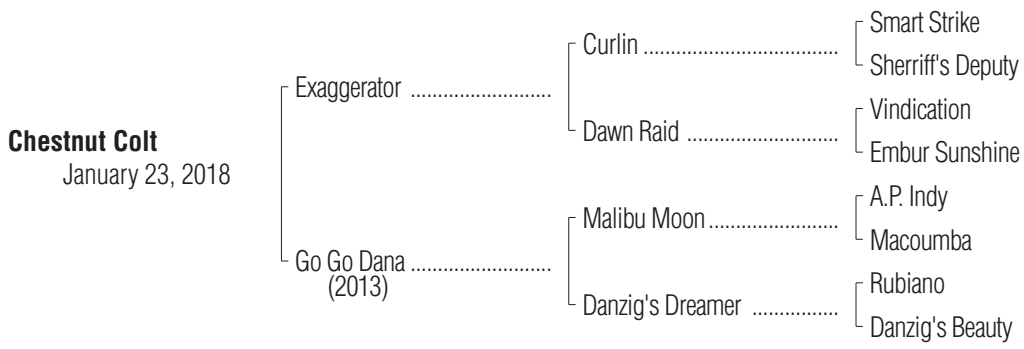 Smart Strike
Curlin ......................................
Sherriff's Deputy
Exaggerator ..........................
Vindication
Dawn Raid .............................
Embur Sunshine
Chestnut Colt
January 23, 2018
A.P. Indy
Malibu Moon ........................
Macoumba
Go Go Dana ..........................
(2013)
Rubiano
Danzig's Dreamer ................
Danzig's Beauty